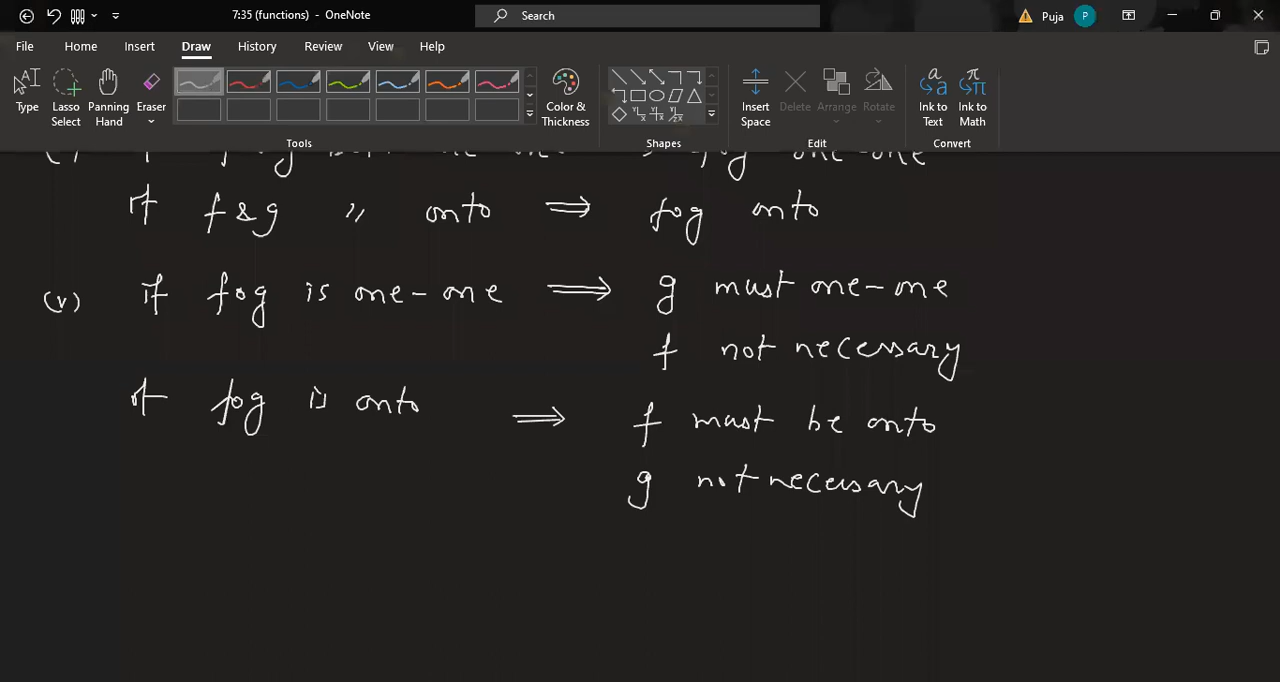 7:35 (functions) - OneNote
Search
Puja P
File Home Insert Draw History Review View Help
Type Lasso Select Panning Hand Eraser Color & Thickness Insert Space Delete Arrange Rotate Ink to Text Ink to Math
Tools Shapes Edit Convert
fog one-one
if f & g " onto ⇒ fog onto
(v) if fog is one-one ⇒ g must one-one
f not necessary
if fog is onto ⇒ f must be onto
g not necessary